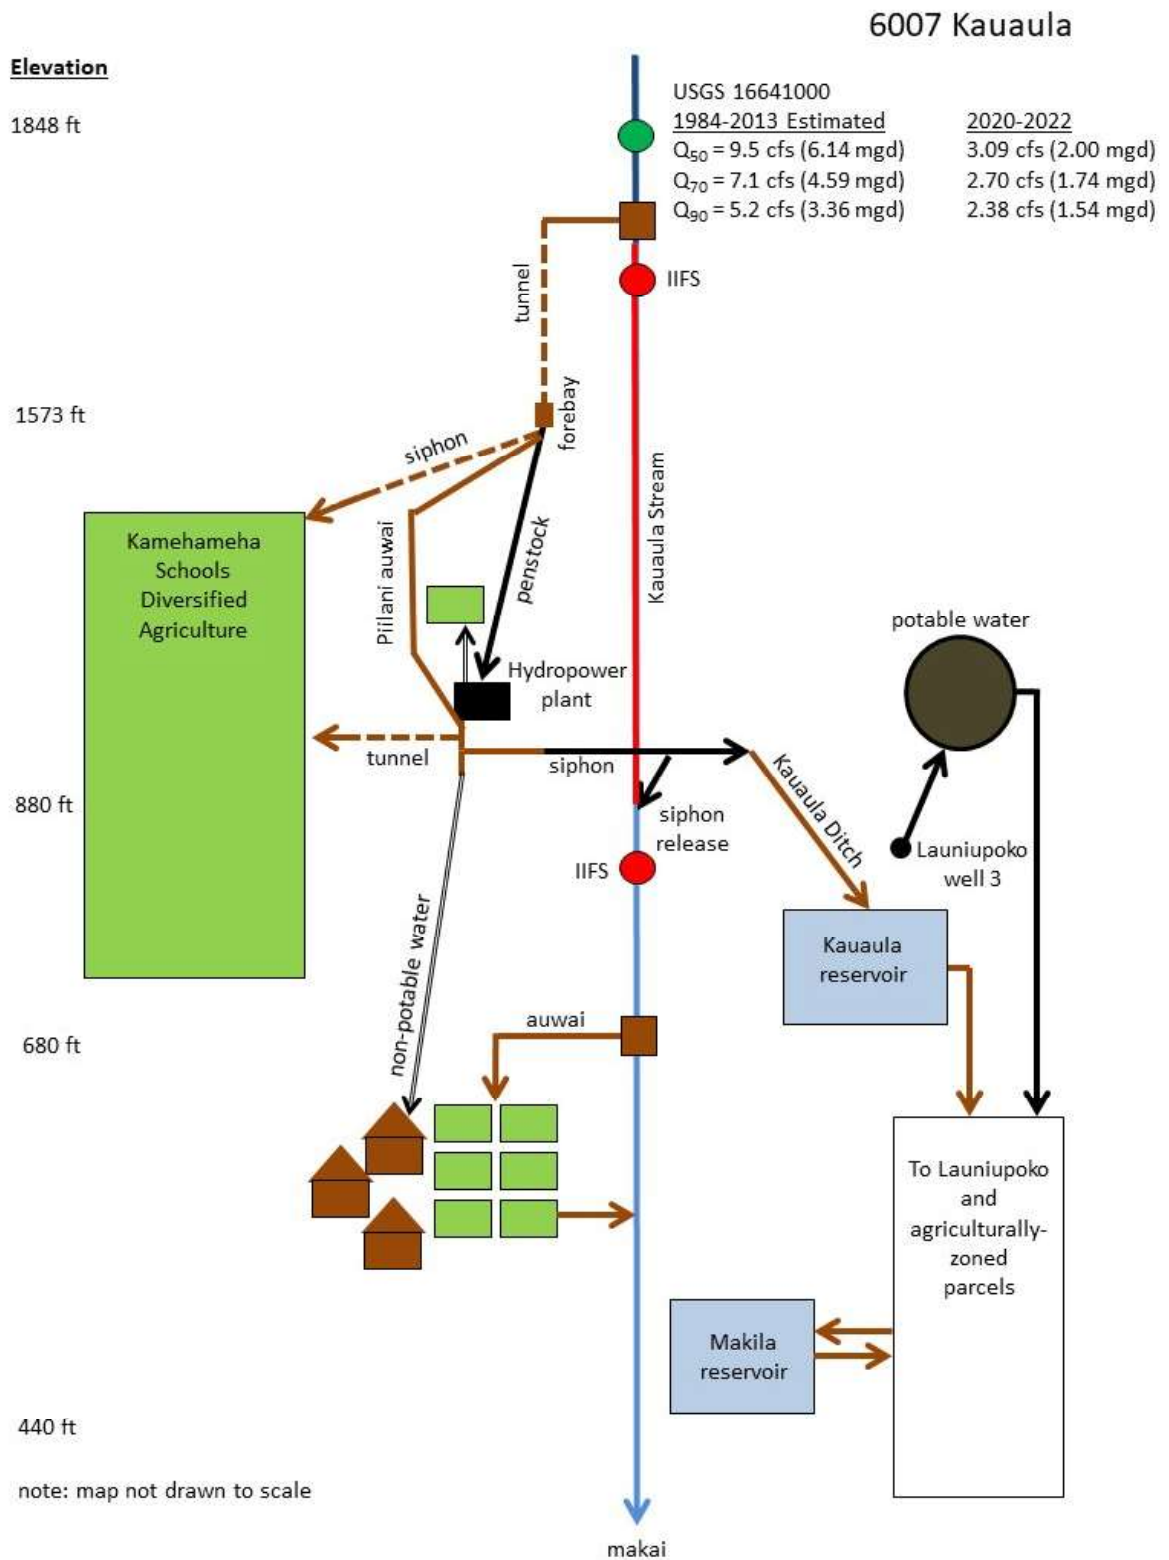 6007 Kauaula
Elevation
1848 ft
USGS 16641000
1984-2013 Estimated 2020-2022
Q50 = 9.5 cfs (6.14 mgd) 3.09 cfs (2.00 mgd)
Q70 = 7.1 cfs (4.59 mgd) 2.70 cfs (1.74 mgd)
Q90 = 5.2 cfs (3.36 mgd) 2.38 cfs (1.54 mgd)
IIFS
tunnel
1573 ft
forebay
siphon
Kauaula Stream
penstock
Piilani auwai
Kamehameha
Schools
Diversified
Agriculture
potable water
Hydropower
plant
tunnel
siphon
Kauaula Ditch
880 ft
siphon
release
Launiupoko
well 3
IIFS
non-potable water
Kauaula
reservoir
680 ft
auwai
To Launiupoko
and
agriculturally-
zoned
parcels
Makila
reservoir
440 ft
note: map not drawn to scale
makai